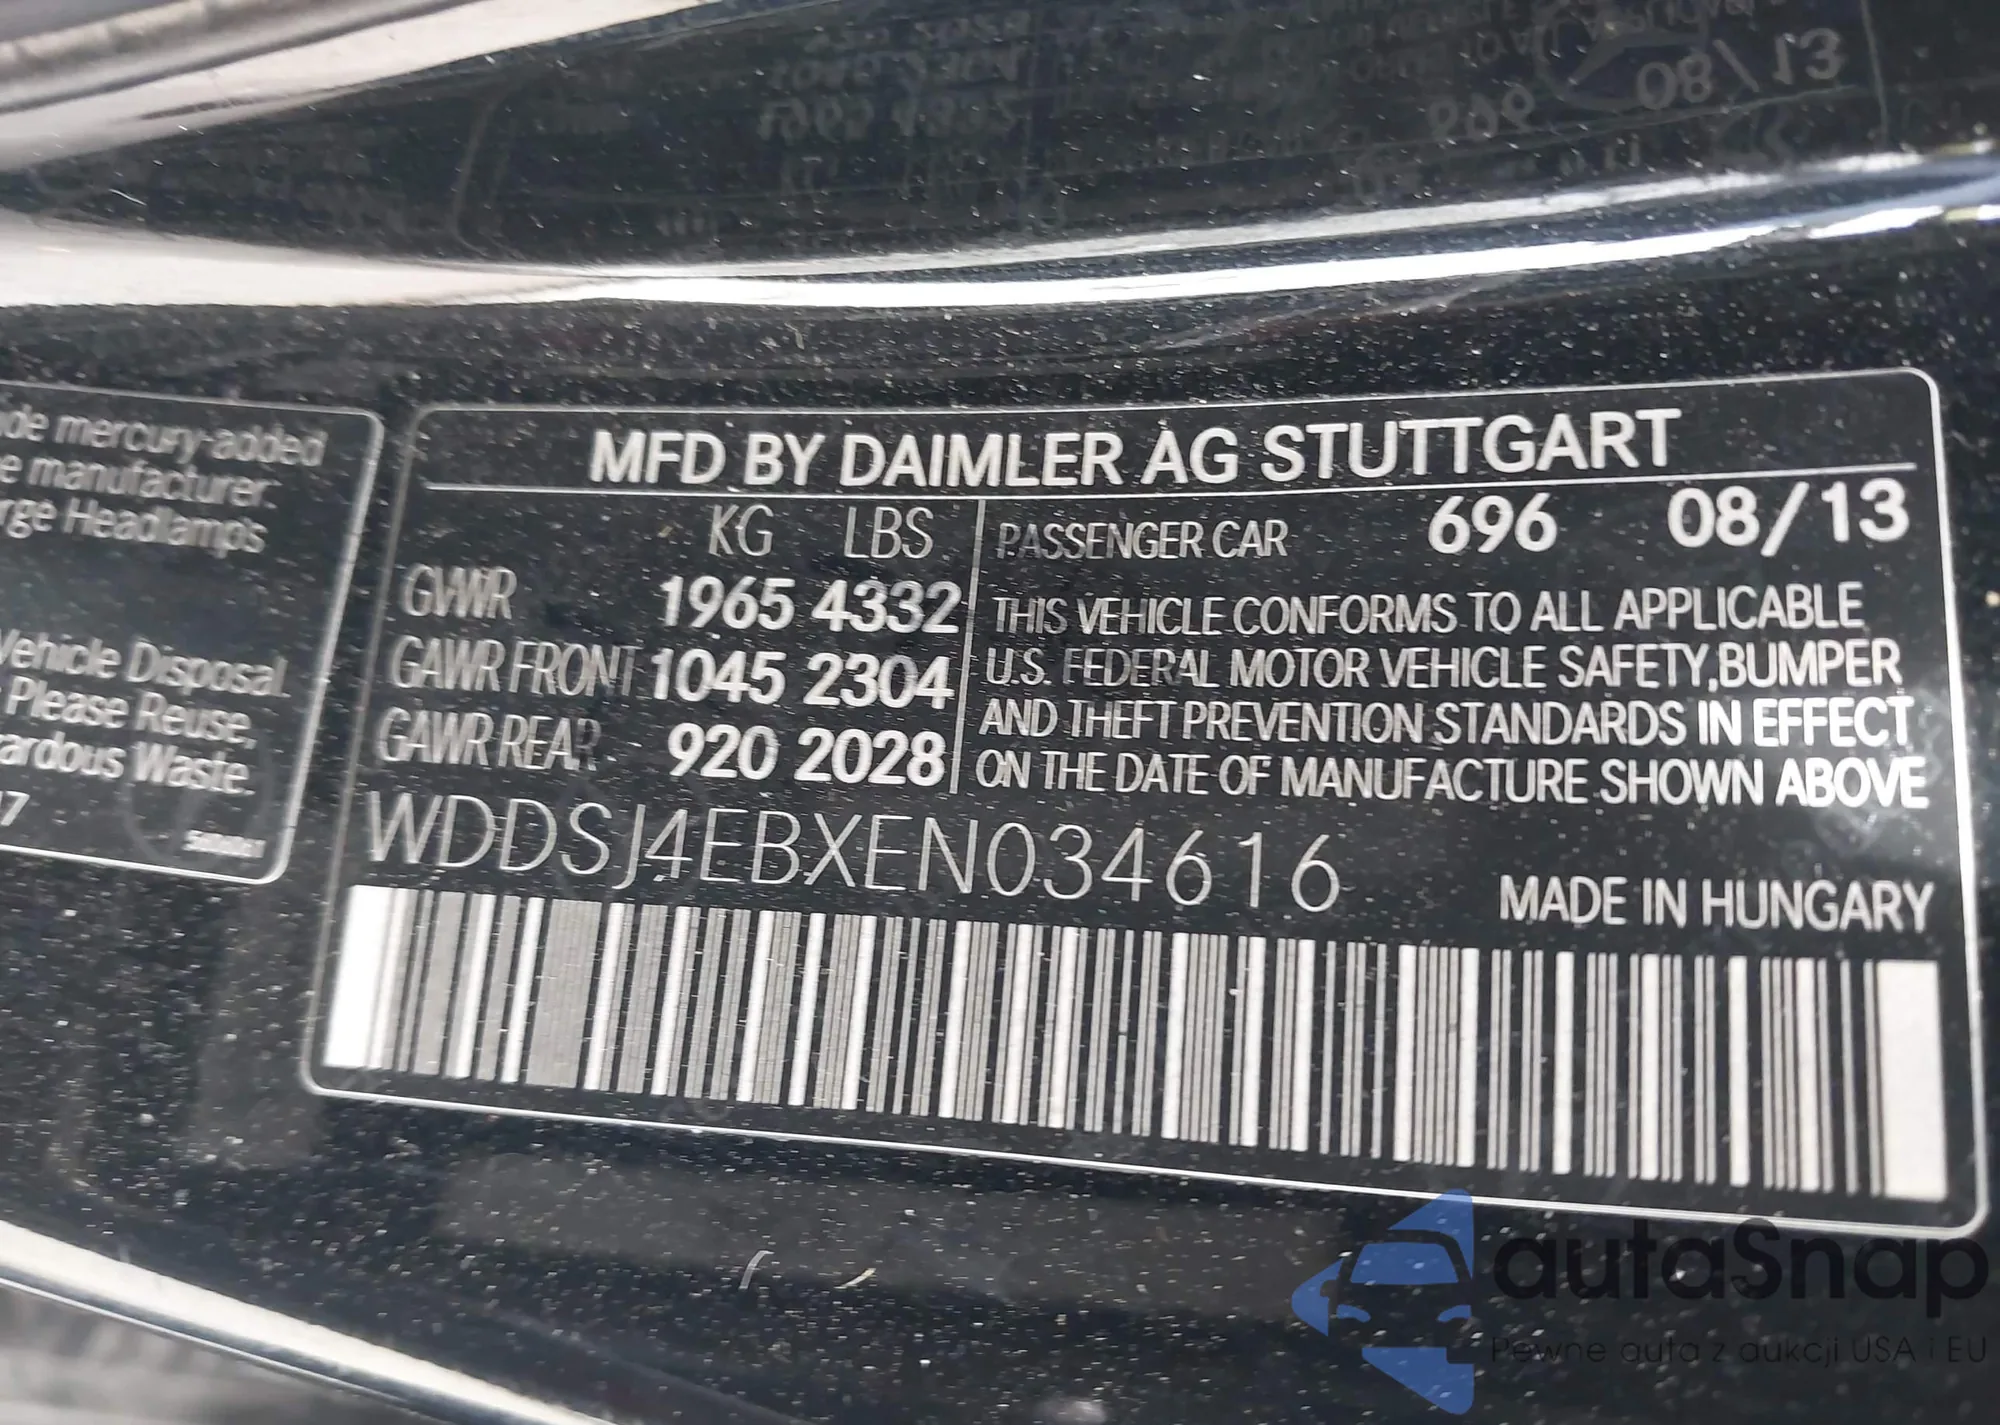 de mercury-added
e manufacturer.
rge Headlamps
Vehicle Disposal.
Please Reuse,
ardous Waste.
MFD BY DAIMLER AG STUTTGART
KG LBS
GVWR 1965 4332
GAWR FRONT 1045 2304
GAWR REAR 920 2028
PASSENGER CAR 696 08/13
THIS VEHICLE CONFORMS TO ALL APPLICABLE
U.S. FEDERAL MOTOR VEHICLE SAFETY,BUMPER
AND THEFT PREVENTION STANDARDS IN EFFECT
ON THE DATE OF MANUFACTURE SHOWN ABOVE
WDDSJ4EBXEN034616
MADE IN HUNGARY
autaSnap
Pewne auta z aukcji USA i EU